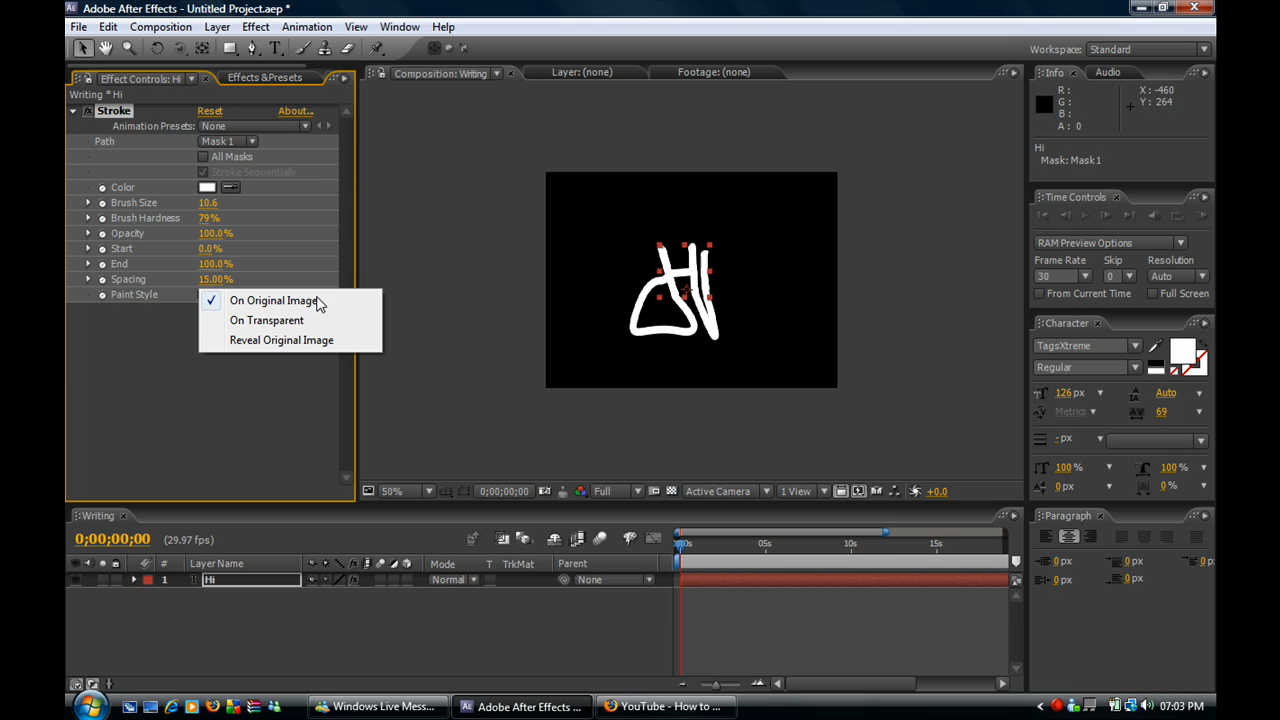 Adobe After Effects - Untitled Project.aep *
File Edit Composition Layer Effect Animation View Canvas Window Help
Workspace: Standard
Effect Controls: Hi
Effects & Presets
Composition: Writing
Layer: (none)
Footage: (none)
Info
Audio
Writing * Hi
Stroke Reset About...
Animation Presets: None
Path Mask 1
All Masks
Stroke Sequentially
Color
Brush Size 10.6
Brush Hardness 79%
Opacity 100.0%
Start 0.0%
End 100.0%
Spacing 15.00%
Paint Style
On Original Image
On Transparent
Reveal Original Image
Hi
R :
G :
B :
A : 0
X : -460
Y : 264
Hi
Mask: Mask 1
Time Controls
RAM Preview Options
Frame Rate Skip Resolution
30 0 Auto
From Current Time Full Screen
Character
TagsXtreme
Regular
126 px Auto
Metrics 69
- px
100 % 100 %
0 px 0 %
Paragraph
0 px 0 px 0 px
0 px 0 px
50% 0;00;00;00 Full Active Camera 1 View +0.0
Writing
0;00;00;00 (29.97 fps)
05s 10s 15s
# Layer Name Mode T TrkMat Parent
1 Hi Normal None
Windows Live Mess...
Adobe After Effects ...
YouTube - How to ...
07:03 PM